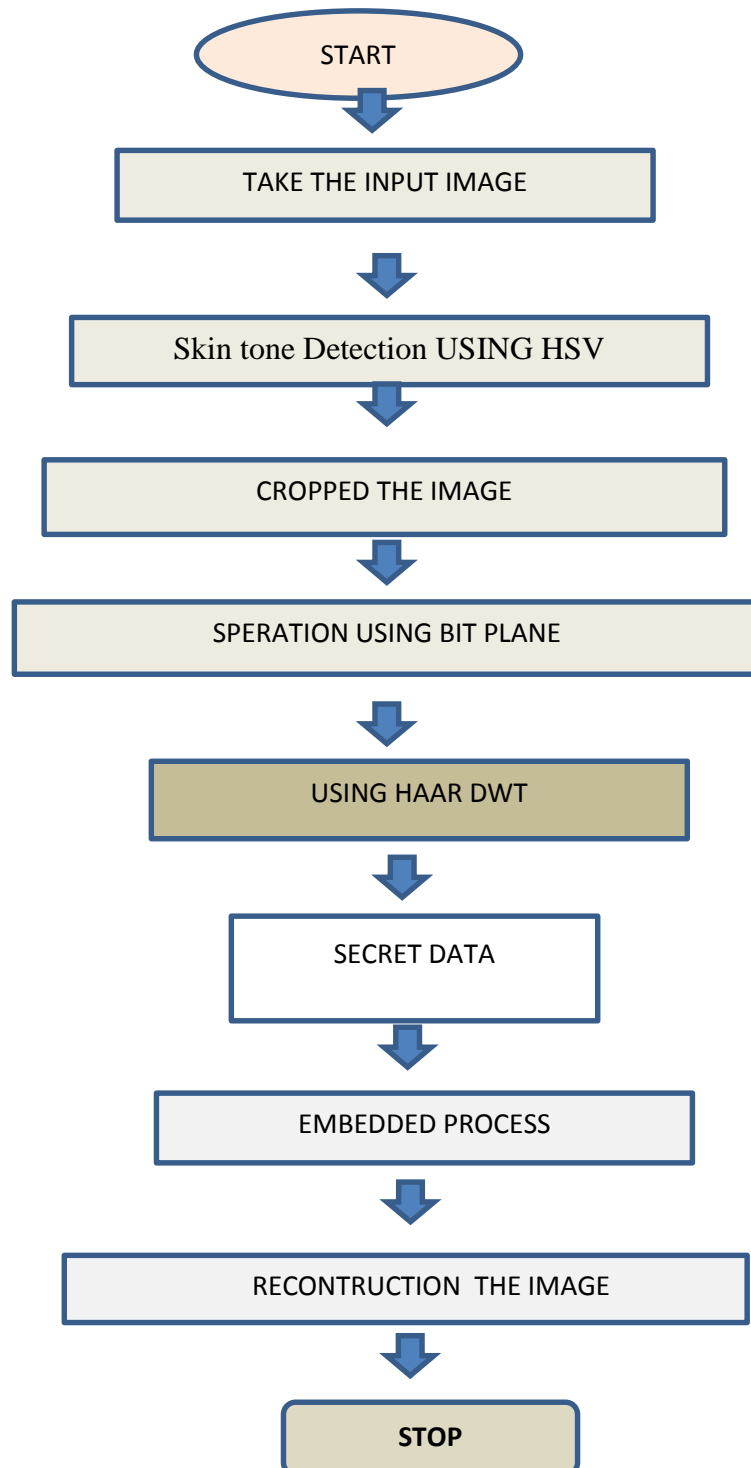 START
TAKE THE INPUT IMAGE
Skin tone Detection USING HSV
CROPPED THE IMAGE
SPERATION USING BIT PLANE
USING HAAR DWT
SECRET DATA
EMBEDDED PROCESS
RECONTRUCTION THE IMAGE
STOP